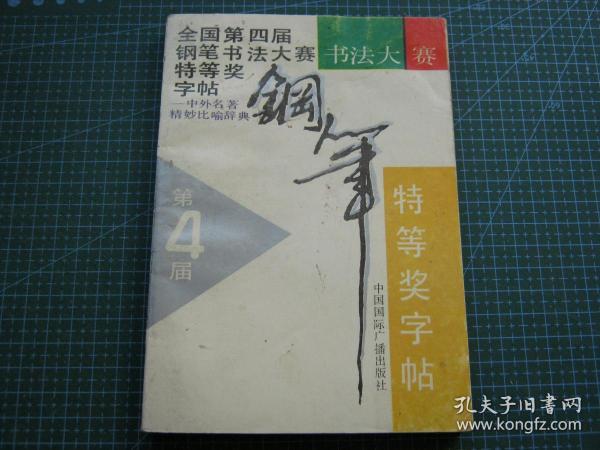 全国第四届
钢笔书法大赛
特等奖
字帖
—中外名著
精妙比喻辞典
书法大赛
鋼笔
特等奖字帖
第4届
中国国际广播出版社
孔夫子旧书网
www.kongfz.com